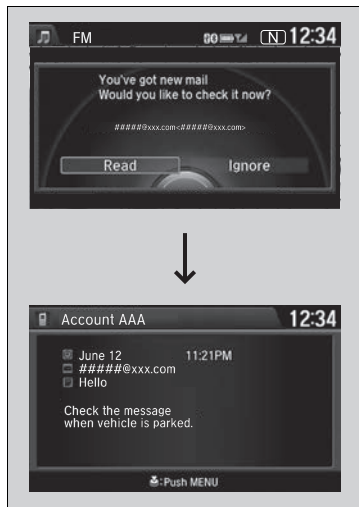 FM
N 12:34
You've got new mail
Would you like to check it now?
#####@xxx.com<#####@xxx.com>
Read Ignore
Account AAA 12:34
June 12 11:21PM
#####@xxx.com
Hello
Check the message
when vehicle is parked.
:Push MENU